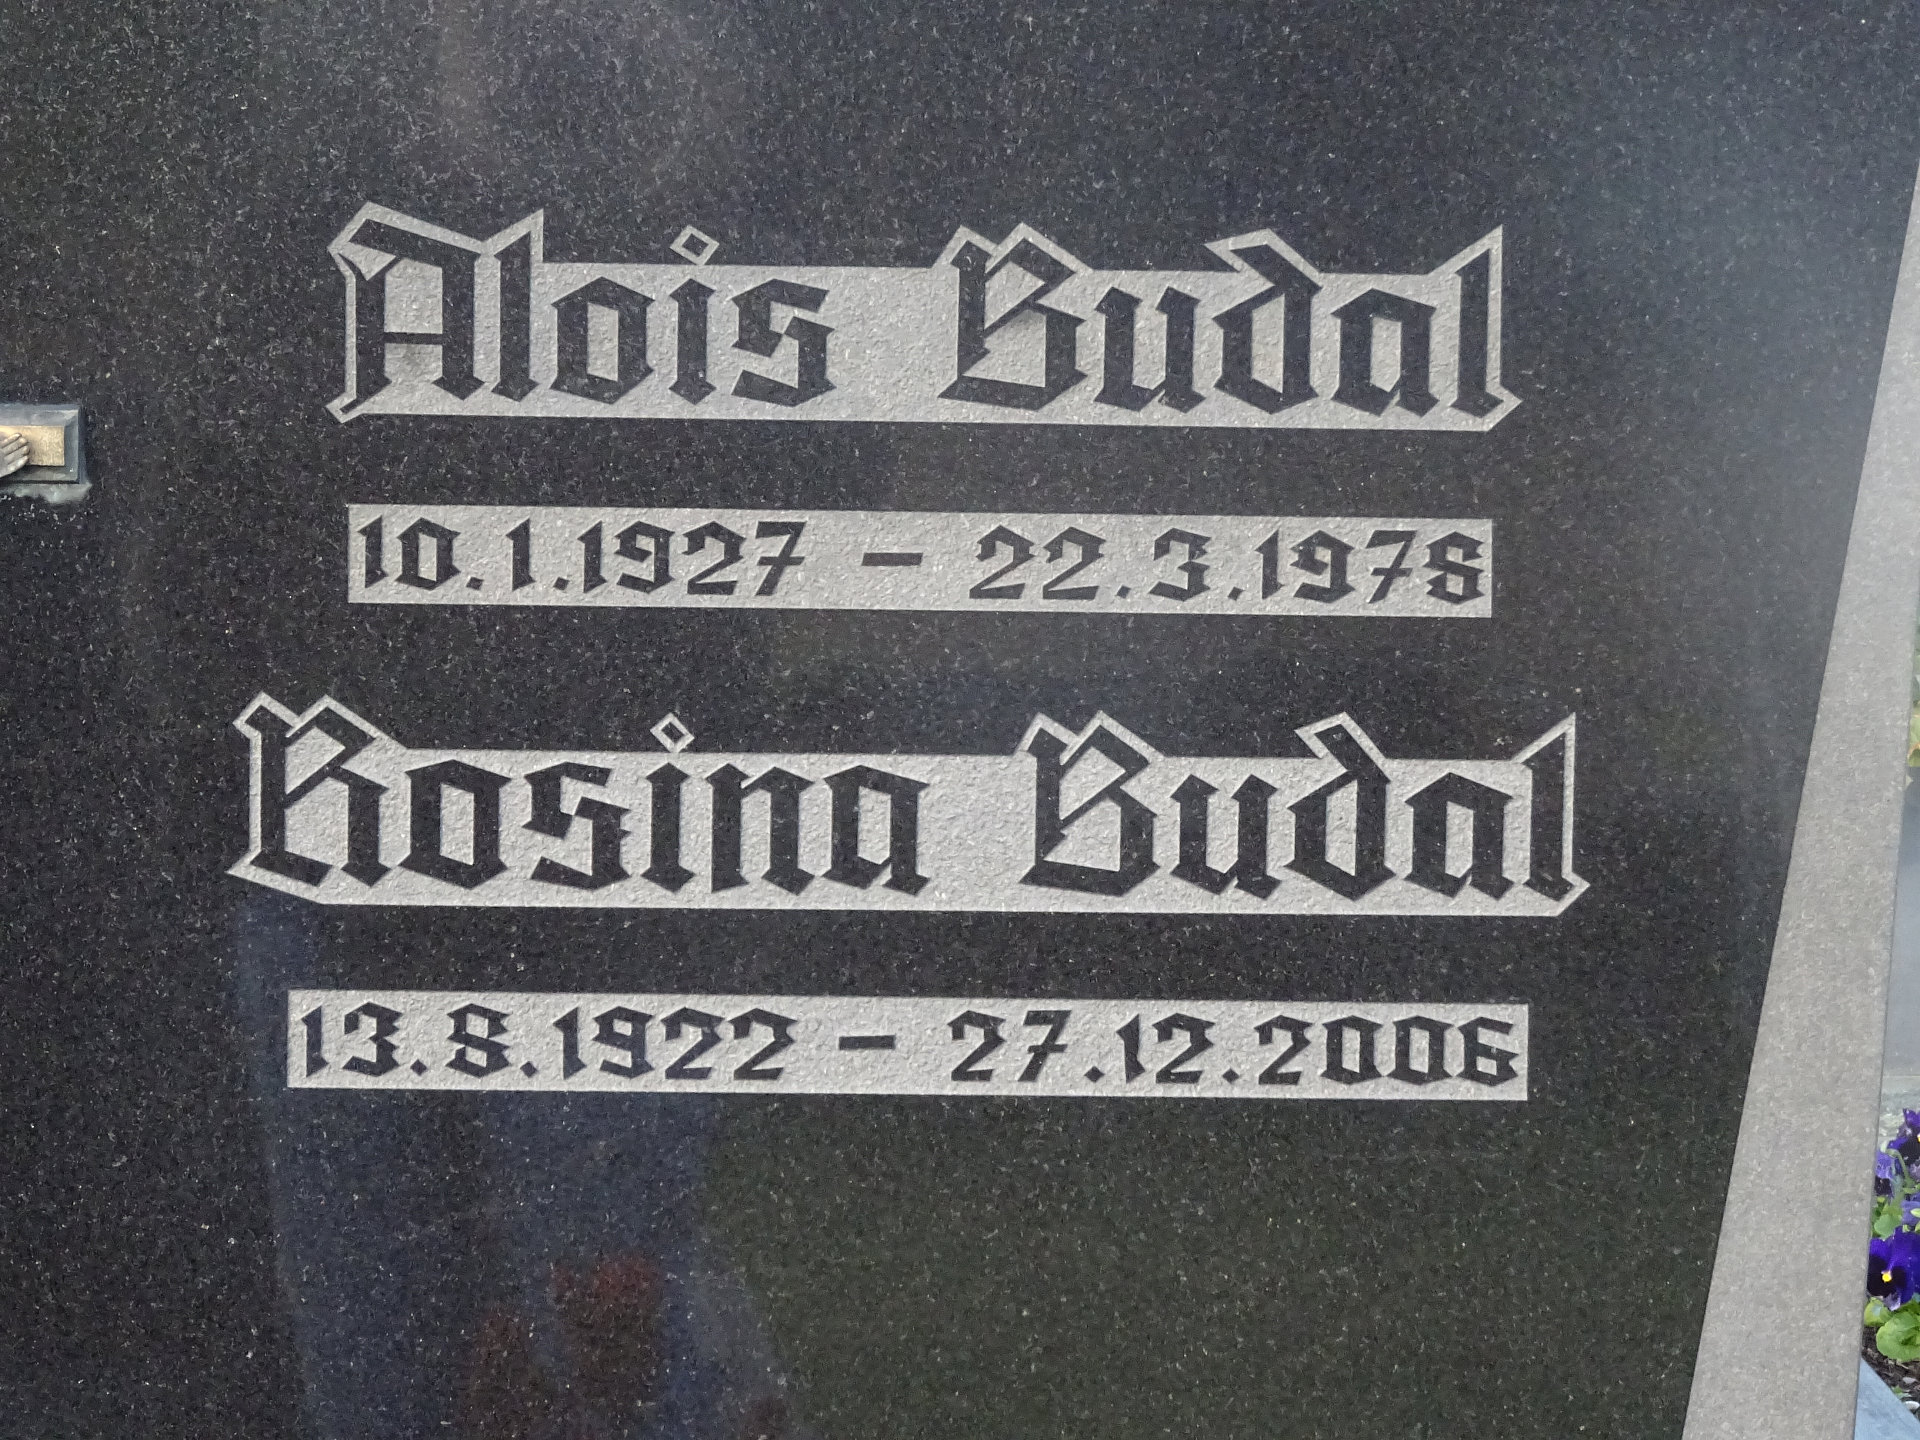 Alois Budal
10.1.1927 – 22.3.1978
Rosina Budal
13.8.1922 – 27.12.2006